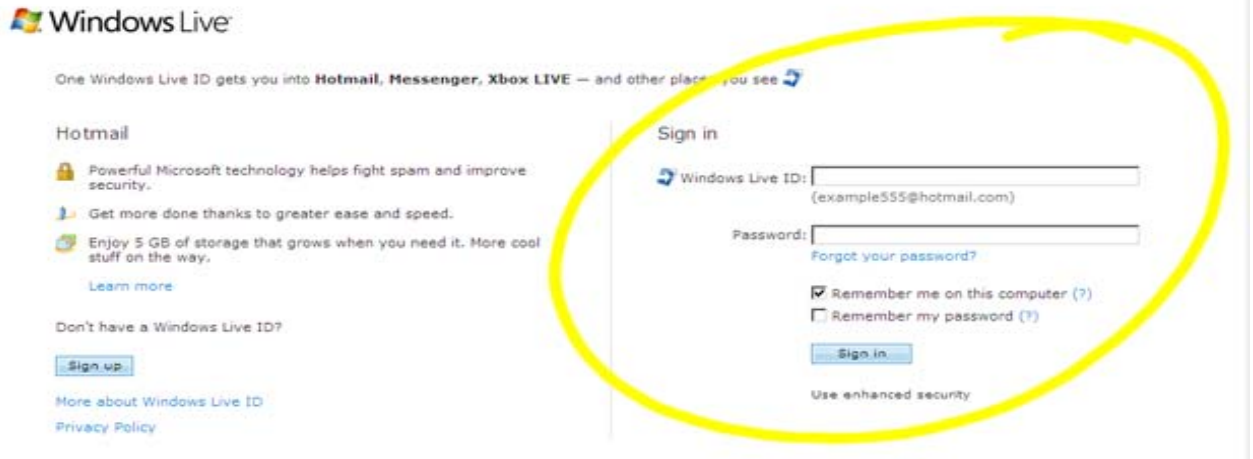 Windows Live
One Windows Live ID gets you into Hotmail, Messenger, Xbox LIVE — and other places you see
Hotmail
Powerful Microsoft technology helps fight spam and improve
security.
Get more done thanks to greater ease and speed.
Enjoy 5 GB of storage that grows when you need it. More cool
stuff on the way.
Learn more
Don't have a Windows Live ID?
Sign up
More about Windows Live ID
Privacy Policy
Sign in
Windows Live ID:
(example555@hotmail.com)
Password:
Forgot your password?
Remember me on this computer (?)
Remember my password (?)
Sign in
Use enhanced security